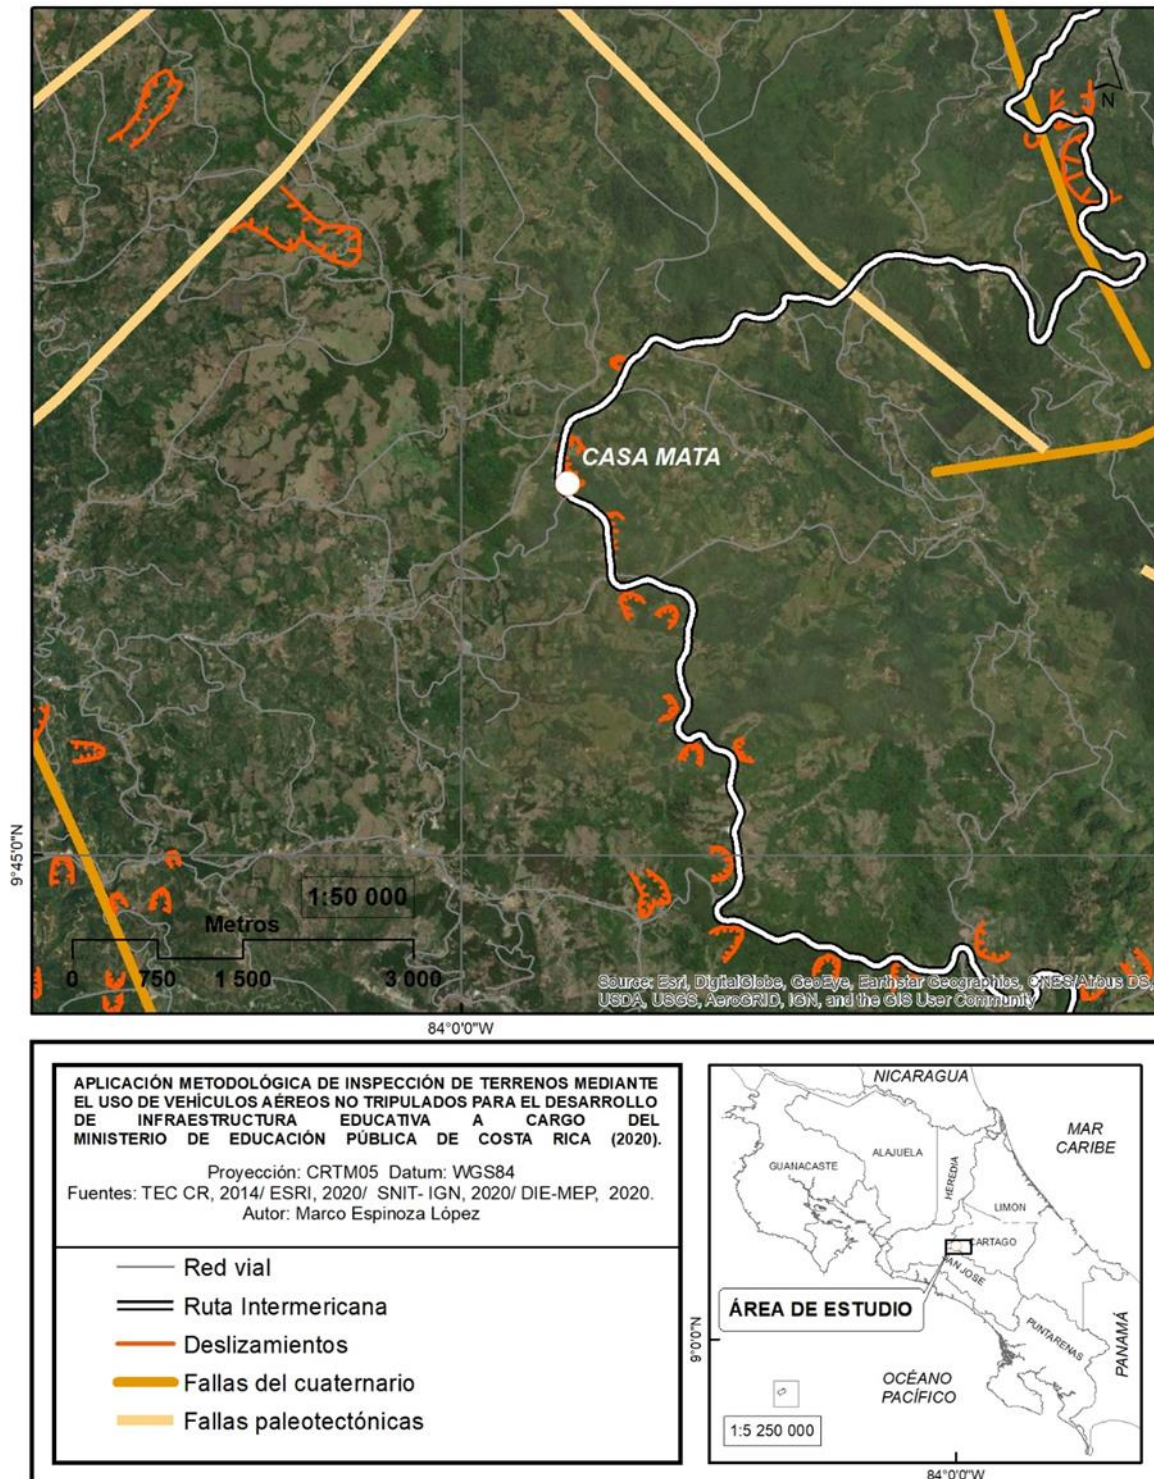 N
CASA MATA
9°45'0"N
1:50 000
Metros
0 750 1 500 3 000
Source: Esri, DigitalGlobe, GeoEye, Earthstar Geographics, CNES/Airbus DS,
USDA, USGS, AeroGRID, IGN, and the GIS User Community
84°0'0"W
APLICACIÓN METODOLÓGICA DE INSPECCIÓN DE TERRENOS MEDIANTE
EL USO DE VEHÍCULOS AÉREOS NO TRIPULADOS PARA EL DESARROLLO
DE INFRAESTRUCTURA EDUCATIVA A CARGO DEL
MINISTERIO DE EDUCACIÓN PÚBLICA DE COSTA RICA (2020).
Proyección: CRTM05 Datum: WGS84
Fuentes: TEC CR, 2014/ ESRI, 2020/ SNIT- IGN, 2020/ DIE-MEP, 2020.
Autor: Marco Espinoza López
Red vial
Ruta Intermericana
Deslizamientos
Fallas del cuaternario
Fallas paleotectónicas
NICARAGUA
MAR
CARIBE
ALAJUELA
GUANACASTE
HEREDIA
LIMON
CARTAGO
SAN JOSE
ÁREA DE ESTUDIO
PUNTARENAS
PANAMÁ
9°0'0"N
OCÉANO
PACÍFICO
1:5 250 000
84°0'0"W